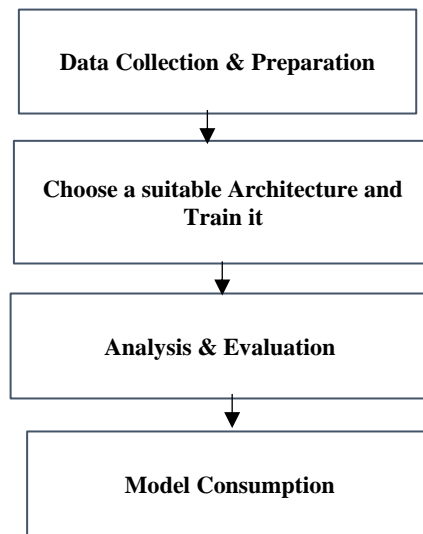 Data Collection & Preparation
Choose a suitable Architecture and
Train it
Analysis & Evaluation
Model Consumption